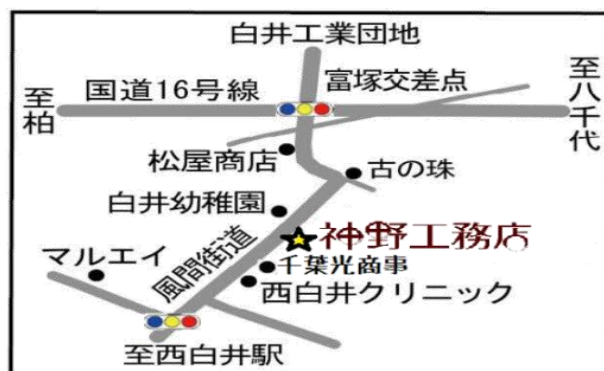 白井工業団地
国道16号線
富塚交差点
至柏
至八千代
松屋商店
古の珠
白井幼稚園
神野工務店
風間街道
マルエイ
千葉光商事
西白井クリニック
至西白井駅